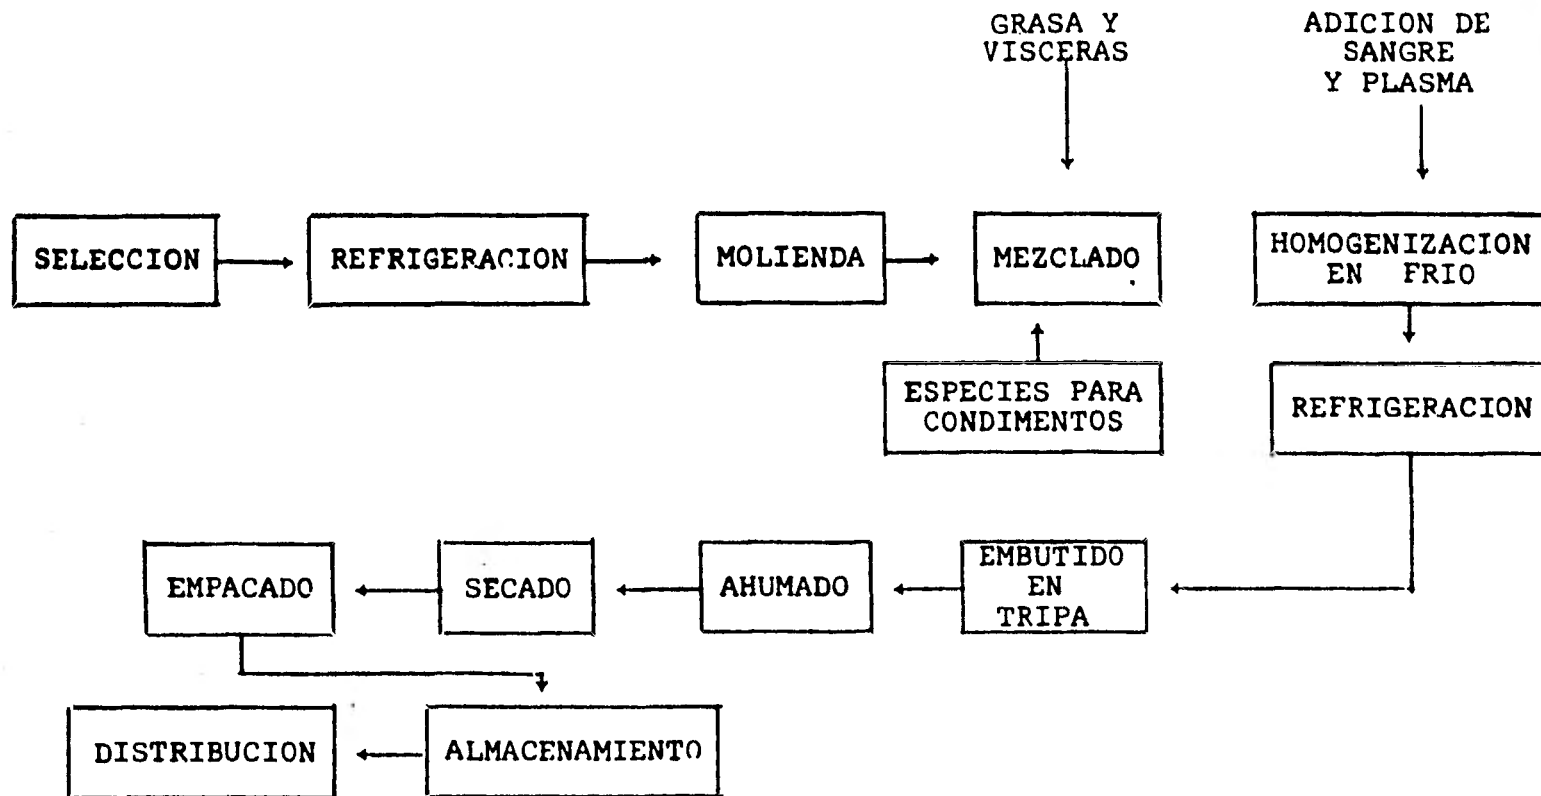 GRASA Y
VISCERAS
ADICION DE
SANGRE
Y PLASMA
SELECCION
REFRIGERACION
MOLIENDA
MEZCLADO
HOMOGENIZACION
EN FRIO
ESPECIES PARA
CONDIMENTOS
REFRIGERACION
EMPACADO
SECADO
AHUMADO
EMBUTIDO
EN
TRIPA
DISTRIBUCION
ALMACENAMIENTO